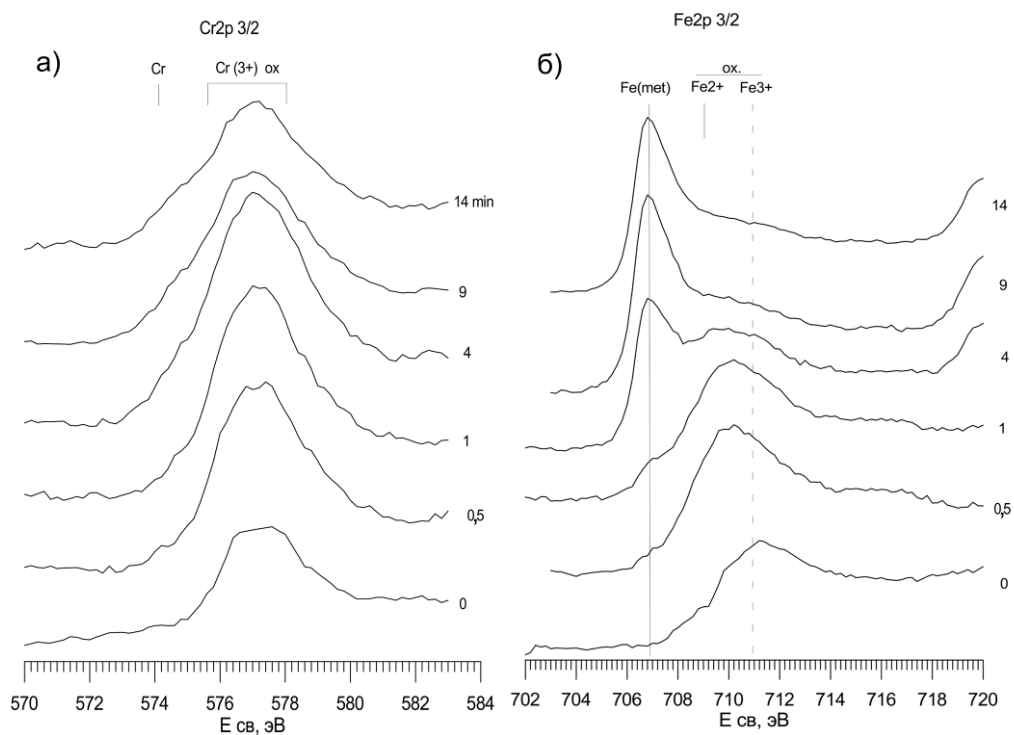 Cr2p 3/2
а)
Cr
Cr (3+) ox
14 min
9
4
1
0,5
0
570 572 574 576 578 580 582 584
Е св, эВ
Fe2p 3/2
б)
ox.
Fe(met) Fe2+ Fe3+
14
9
4
1
0,5
0
702 704 706 708 710 712 714 716 718 720
Е св, эВ